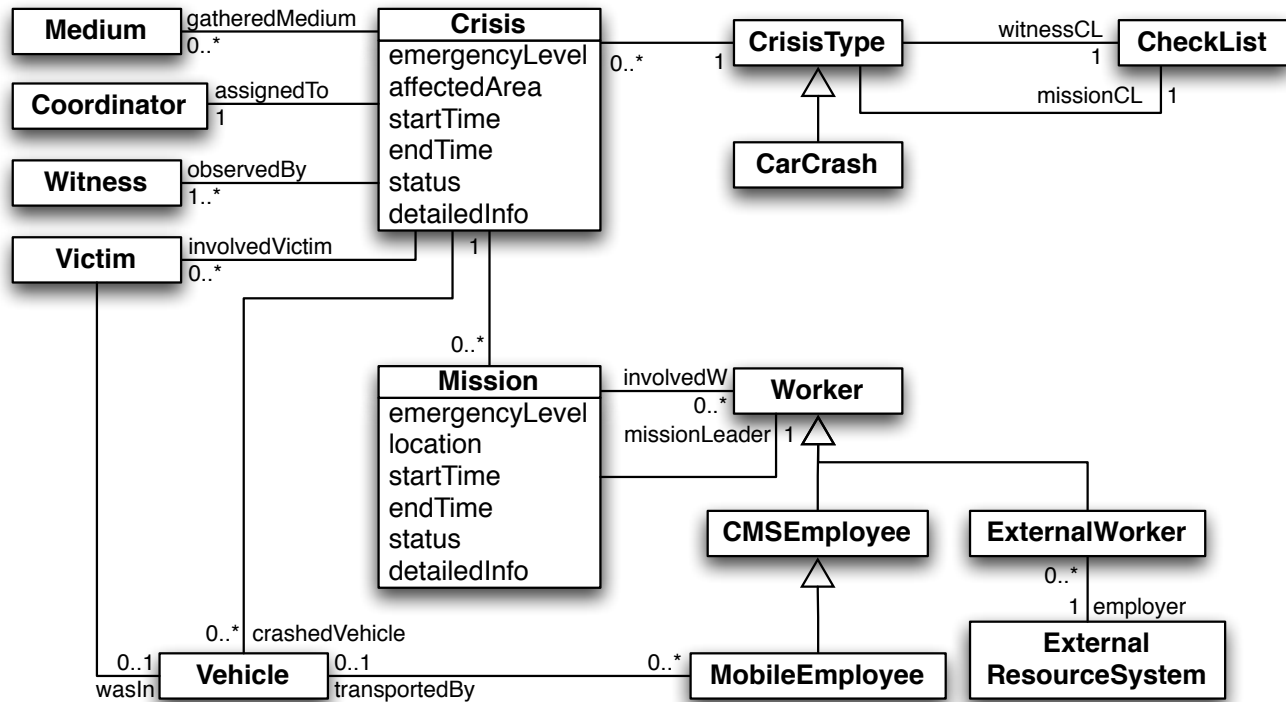 Medium
gatheredMedium
0..*
Crisis
emergencyLevel
affectedArea
startTime
endTime
status
detailedInfo
0..*
1
CrisisType
witnessCL
1
CheckList
missionCL
1
CarCrash
Coordinator
assignedTo
1
Witness
observedBy
1..*
Victim
involvedVictim
0..*
1
0..*
Mission
emergencyLevel
location
startTime
endTime
status
detailedInfo
involvedW
0..*
Worker
missionLeader
1
CMSEmployee
ExternalWorker
0..*
1
employer
External
ResourceSystem
0..*
crashedVehicle
0..1
wasIn
Vehicle
0..1
transportedBy
0..*
MobileEmployee